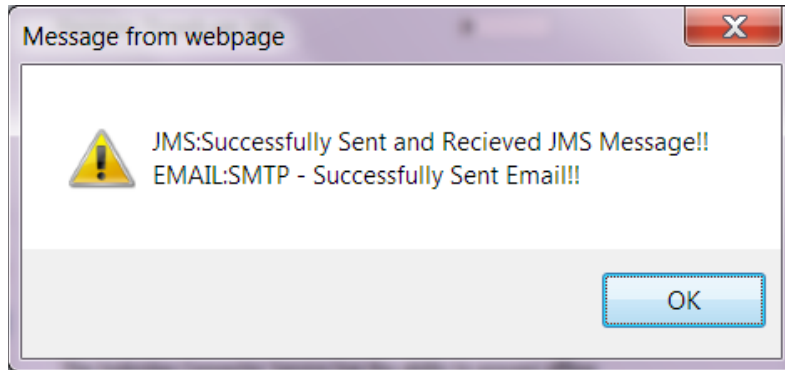 Message from webpage
JMS:Successfully Sent and Recieved JMS Message!!
EMAIL:SMTP - Successfully Sent Email!!
OK